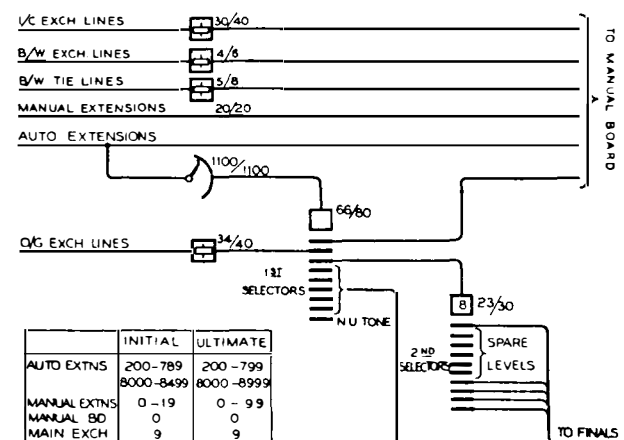 I/C EXCH LINES 30/40
B/W EXCH LINES 4/6
B/W TIE LINES 5/8
MANUAL EXTENSIONS 20/20
AUTO EXTENSIONS
TO MANUAL BOARD
A
1100/1100
66/80
O/G EXCH LINES 34/40
1ST
SELECTORS
N U TONE
8 23/30
2ND
SELECTORS
SPARE
LEVELS
INITIAL ULTIMATE
AUTO EXTNS 200-789 200-799
8000-8499 8000-8999
MANUAL EXTNS 0-19 0-99
MANUAL BD 0 0
MAIN EXCH 9 9
TO FINALS